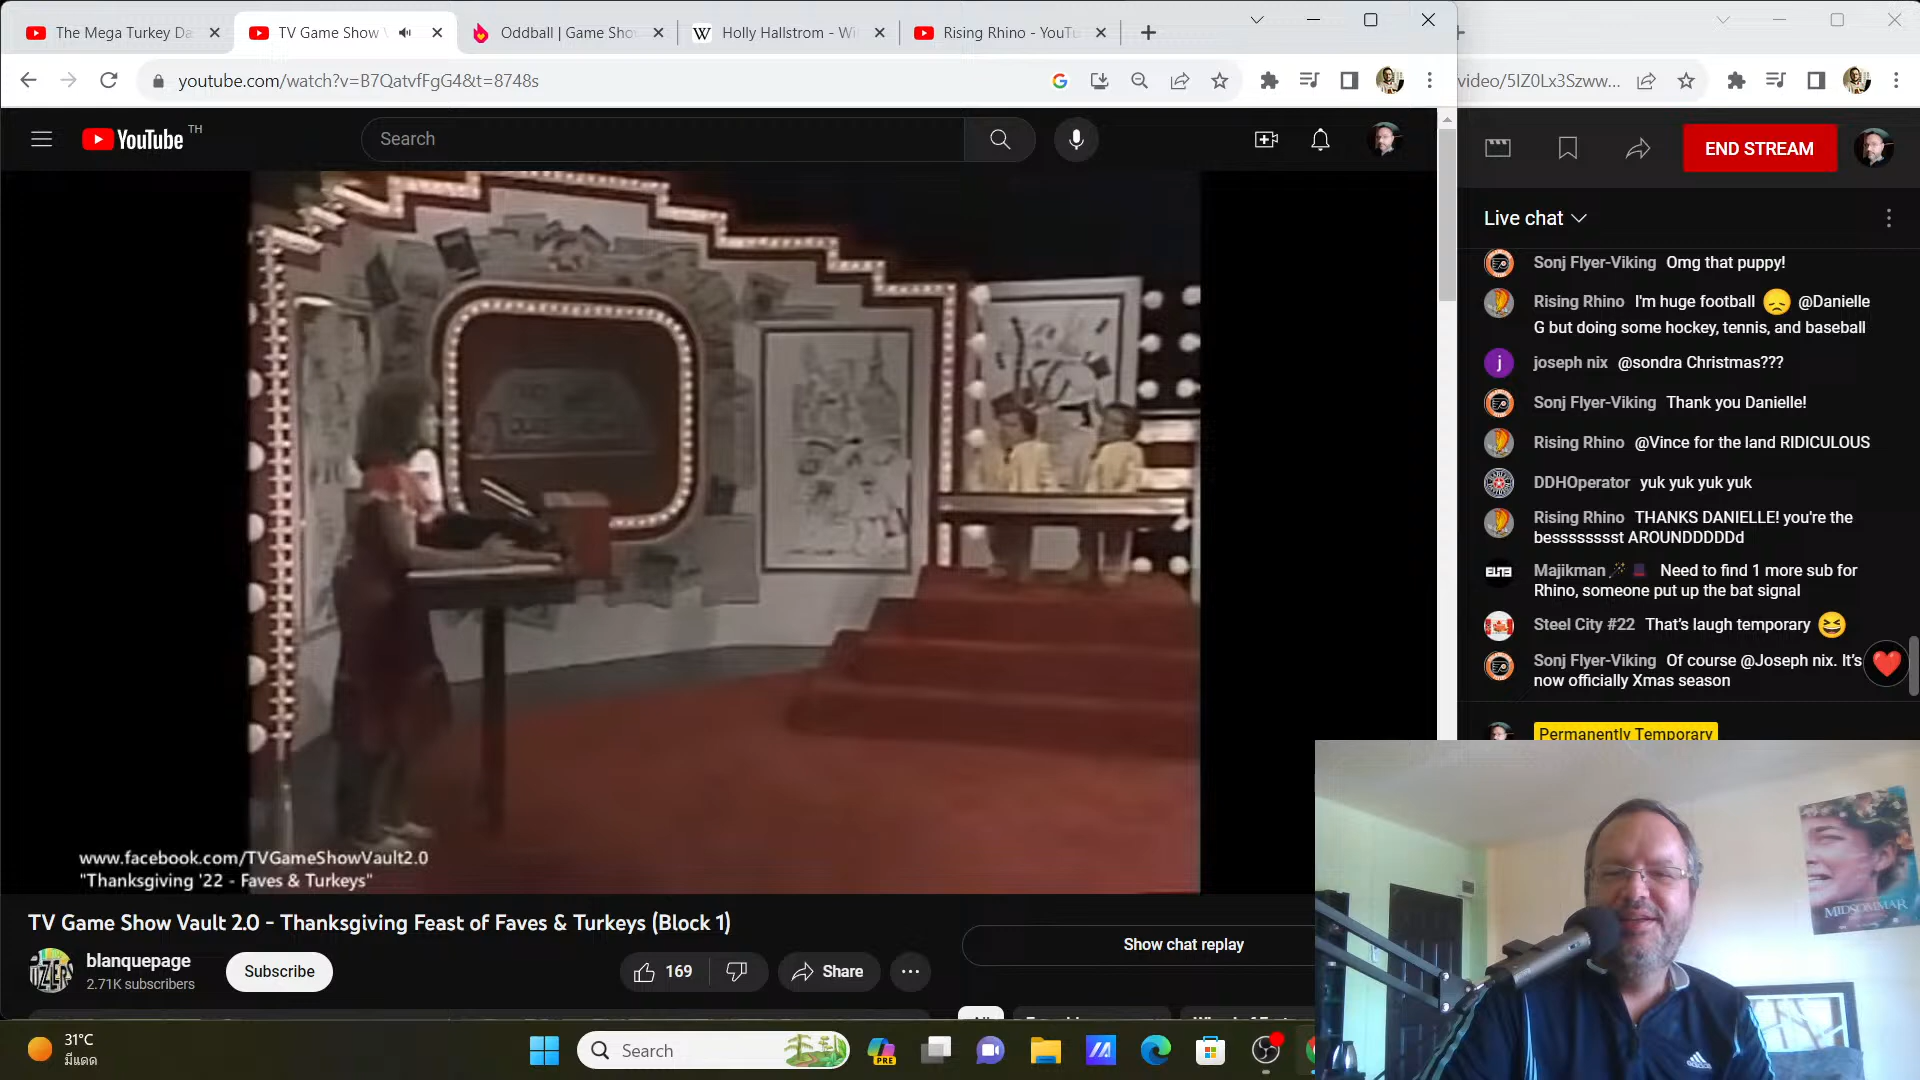 The Mega Turkey Da
TV Game Show
Oddball | Game Sho
Holly Hallstrom - Wi
Rising Rhino - YouTu
youtube.com/watch?v=B7QatvfFgG4&t=8748s
video/5IZ0Lx3Szww...
YouTube TH
Search
END STREAM
Live chat
Sonj Flyer-Viking Omg that puppy!
Rising Rhino I'm huge football 😞 @Danielle
G but doing some hockey, tennis, and baseball
joseph nix @sondra Christmas???
Sonj Flyer-Viking Thank you Danielle!
Rising Rhino @Vince for the land RIDICULOUS
DDHOperator yuk yuk yuk yuk
Rising Rhino THANKS DANIELLE! you're the
bessssssst AROUNDDDDd
Majikman Need to find 1 more sub for
Rhino, someone put up the bat signal
Steel City #22 That's laugh temporary 😆
Sonj Flyer-Viking Of course @Joseph nix. It's
now officially Xmas season
Permanently Temporary
www.facebook.com/TVGameShowVault2.0
"Thanksgiving '22 - Faves & Turkeys"
TV Game Show Vault 2.0 - Thanksgiving Feast of Faves & Turkeys (Block 1)
blanquepage
2.71K subscribers
Subscribe
169
Share
Show chat replay
MIDSOMMAR
adidas
31°C
มีแดด
Search
PRE